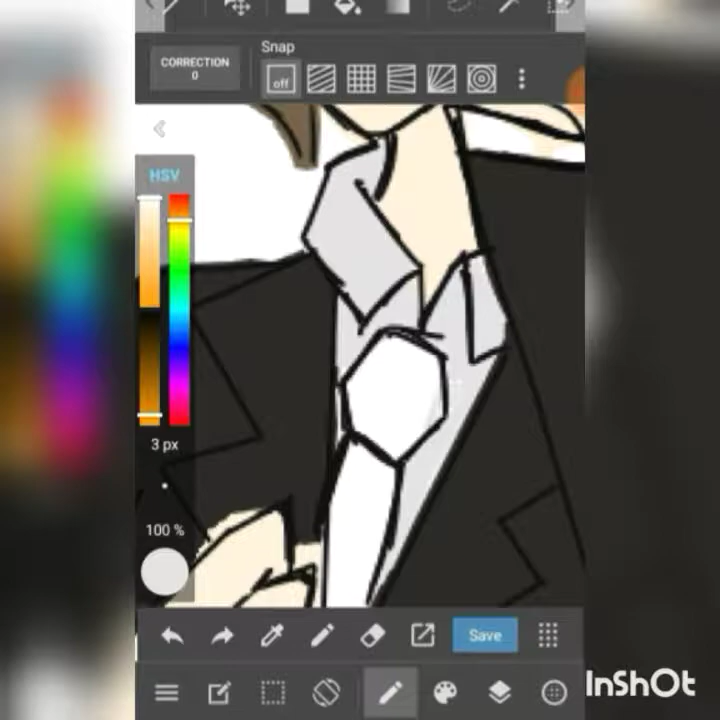 CORRECTION
0
Snap
off
HSV
3 px
100 %
Save
InShOt